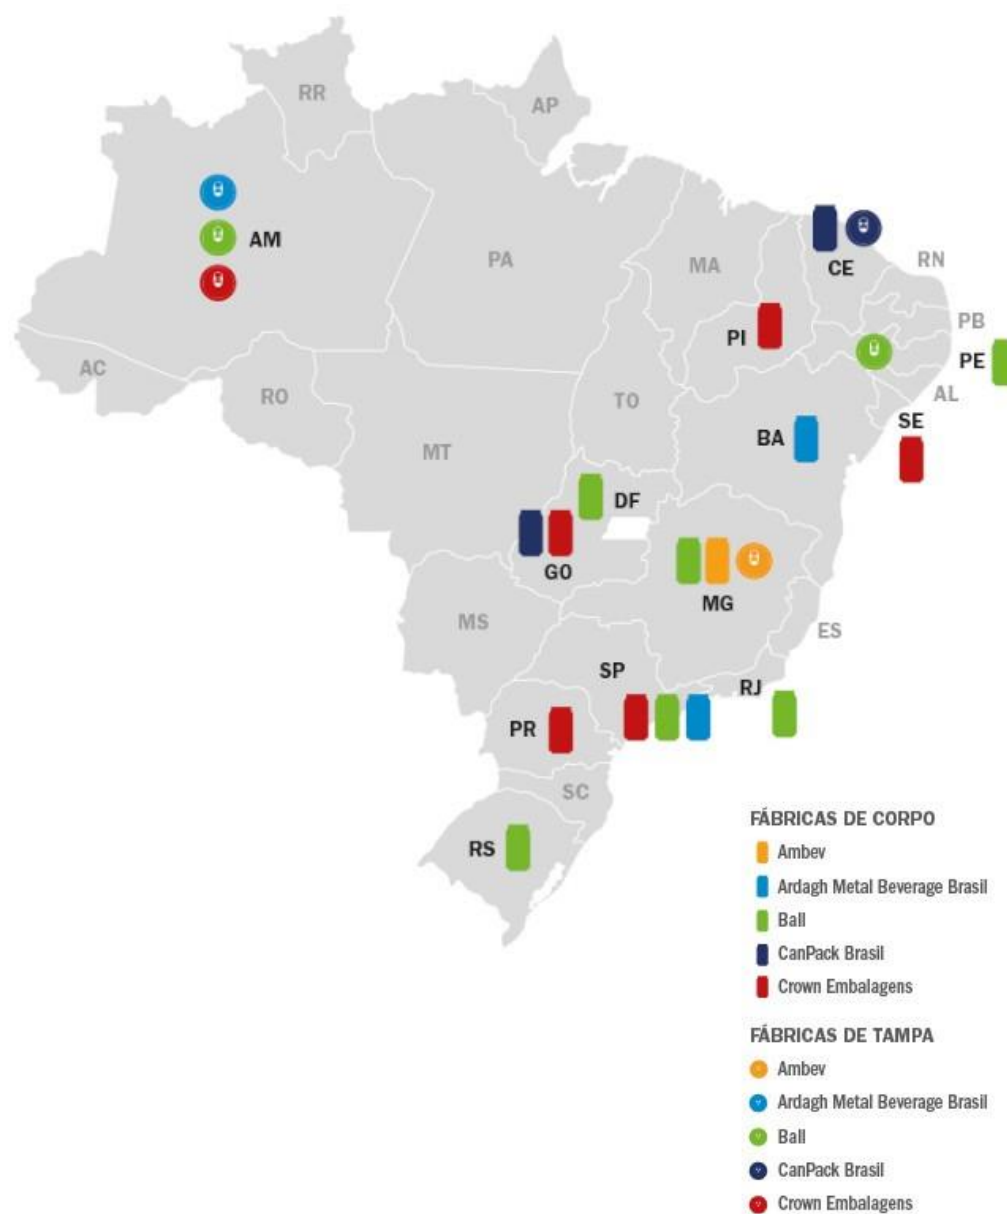 RR
AP
AM
PA
MA
CE
RN
PI
PB
PE
AC
RO
TO
AL
MT
BA
SE
DF
GO
MG
MS
ES
SP
RJ
PR
SC
RS
FÁBRICAS DE CORPO
Ambev
Ardagh Metal Beverage Brasil
Ball
CanPack Brasil
Crown Embalagens
FÁBRICAS DE TAMPA
Ambev
Ardagh Metal Beverage Brasil
Ball
CanPack Brasil
Crown Embalagens